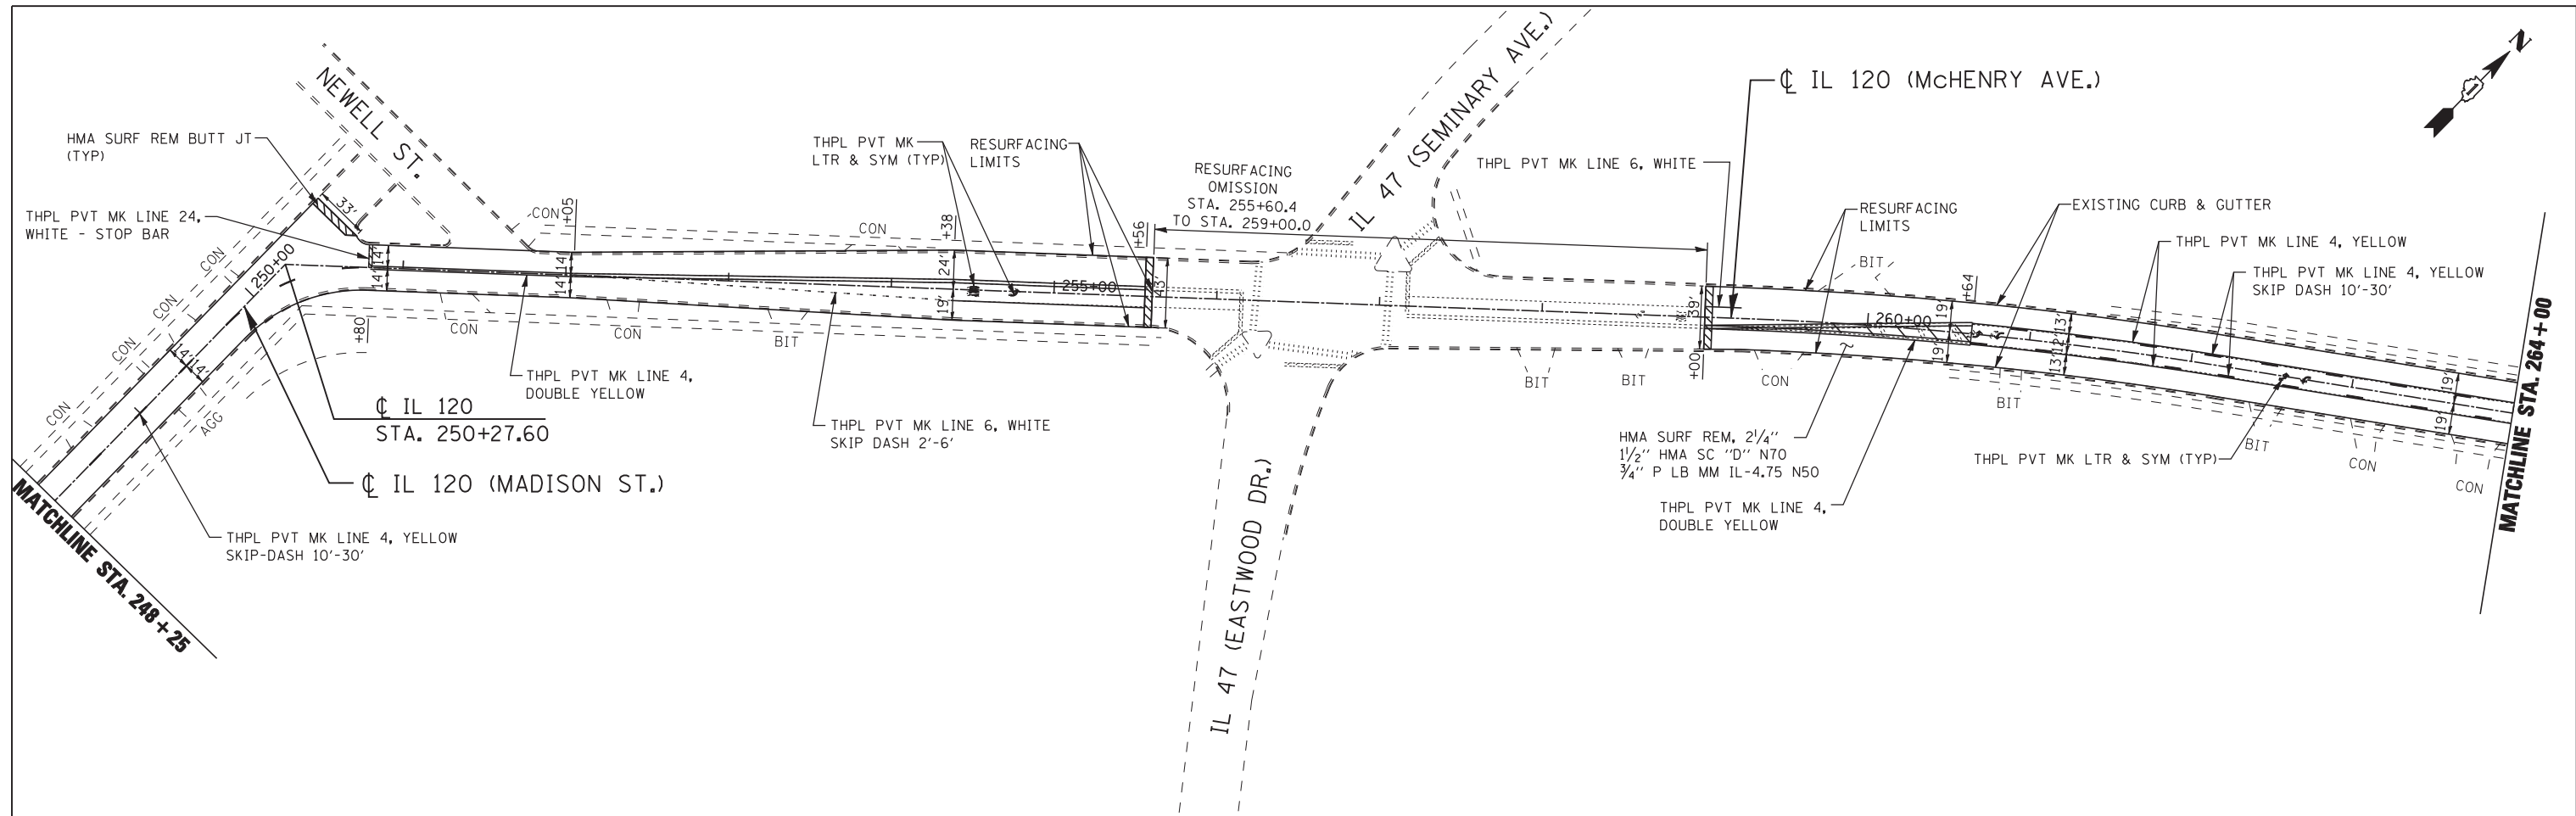 NEWELL ST.
HMA SURF REM BUTT JT
(TYP)
THPL PVT MK LINE 24,
WHITE - STOP BAR
33'
14'
14'
250+00
CON
CON
CON
CON
14'
14'
AGG
+80
MATCHLINE STA. 248+25
THPL PVT MK LINE 4, YELLOW
SKIP-DASH 10'-30'
℄ IL 120 (MADISON ST.)
℄ IL 120
STA. 250+27.60
CON
+05
14'
14'
CON
CON
BIT
THPL PVT MK LINE 4,
DOUBLE YELLOW
THPL PVT MK LINE 6, WHITE
SKIP DASH 2'-6'
CON
+38
24'
19'
THPL PVT MK
LTR & SYM (TYP)
RESURFACING
LIMITS
255+00
+56
43'
RESURFACING
OMISSION
STA. 255+60.4
TO STA. 259+00.0
IL 47 (SEMINARY AVE.)
IL 47 (EASTWOOD DR.)
THPL PVT MK LINE 6, WHITE
℄ IL 120 (McHENRY AVE.)
N
1
39'
+00
BIT
BIT
CON
RESURFACING
LIMITS
BIT
260+00
+64
19'
19'
EXISTING CURB & GUTTER
THPL PVT MK LINE 4, YELLOW
THPL PVT MK LINE 4, YELLOW
SKIP DASH 10'-30'
13'
12'
13'
HMA SURF REM, 2 1/4"
1 1/2" HMA SC "D" N70
3/4" P LB MM IL-4.75 N50
THPL PVT MK LINE 4,
DOUBLE YELLOW
BIT
THPL PVT MK LTR & SYM (TYP)
BIT
CON
CON
19'
19'
MATCHLINE STA. 264+00